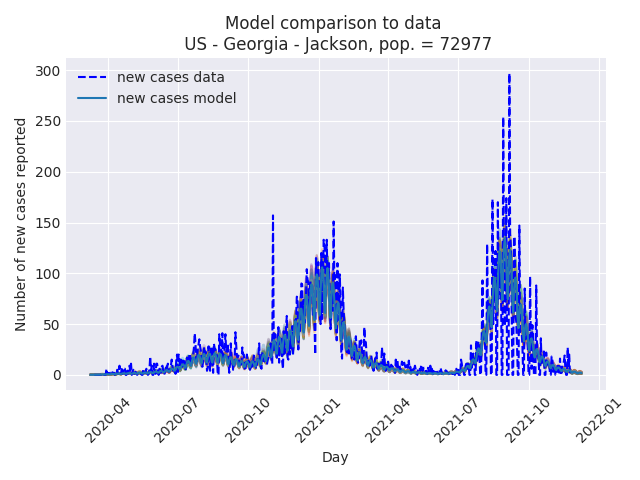 Model comparison to data
US - Georgia - Jackson, pop. = 72977
new cases data
new cases model
Number of new cases reported
300
250
200
150
100
50
0
2020-04
2020-07
2020-10
2021-01
2021-04
2021-07
2021-10
2022-01
Day